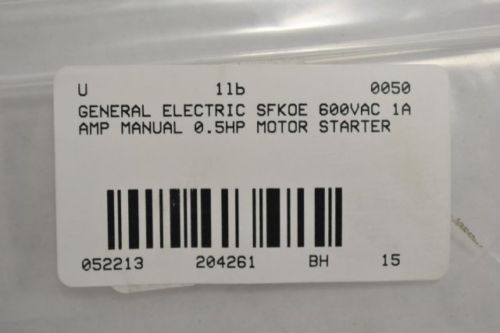 U 1lb 0050
GENERAL ELECTRIC SFKOE 600VAC 1A
AMP MANUAL 0.5HP MOTOR STARTER
052213 204261 BH 15